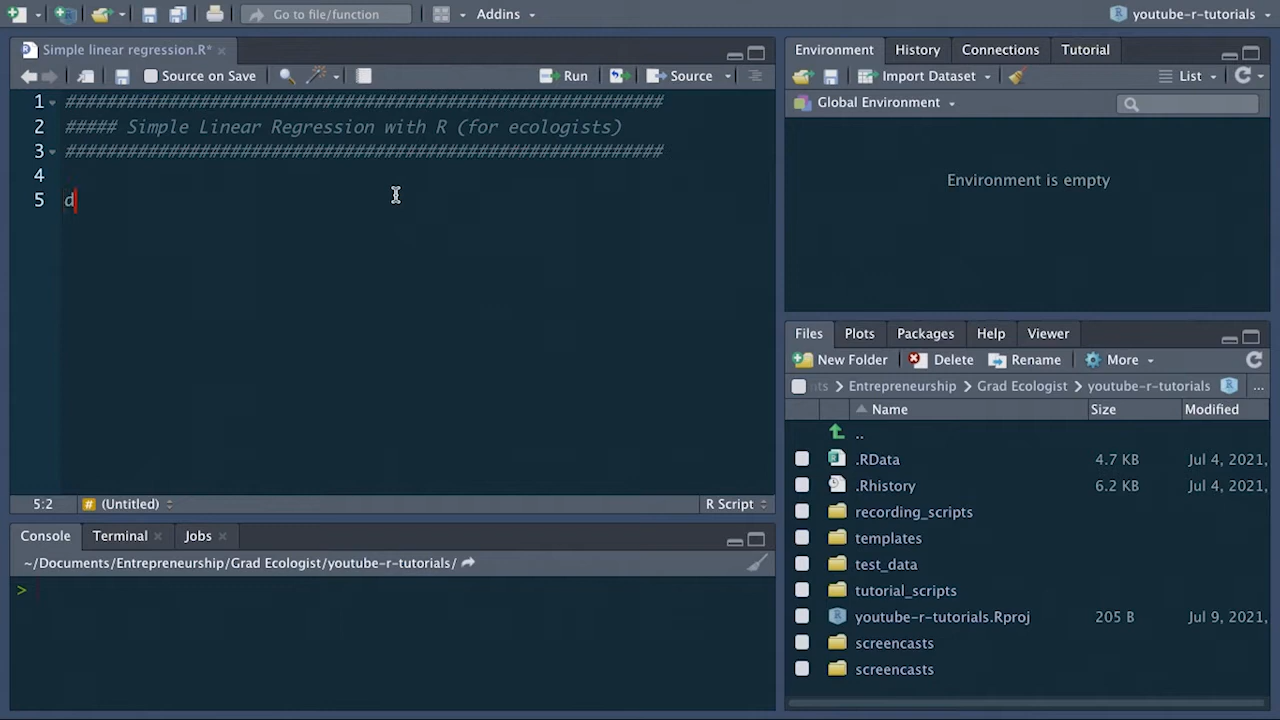 Go to file/function
Addins
youtube-r-tutorials
Simple linear regression.R*
Source on Save
Run
Source
1 ##########################################################
2 ##### Simple Linear Regression with R (for ecologists)
3 ##########################################################
4
5 d
5:2 (Untitled) R Script
Console Terminal Jobs
~/Documents/Entrepreneurship/Grad Ecologist/youtube-r-tutorials/
>
Environment History Connections Tutorial
Import Dataset List
Global Environment
Environment is empty
Files Plots Packages Help Viewer
New Folder Delete Rename More
nts Entrepreneurship Grad Ecologist youtube-r-tutorials ...
Name Size Modified
..
.RData 4.7 KB Jul 4, 2021,
.Rhistory 6.2 KB Jul 4, 2021,
recording_scripts
templates
test_data
tutorial_scripts
youtube-r-tutorials.Rproj 205 B Jul 9, 2021,
screencasts
screencasts